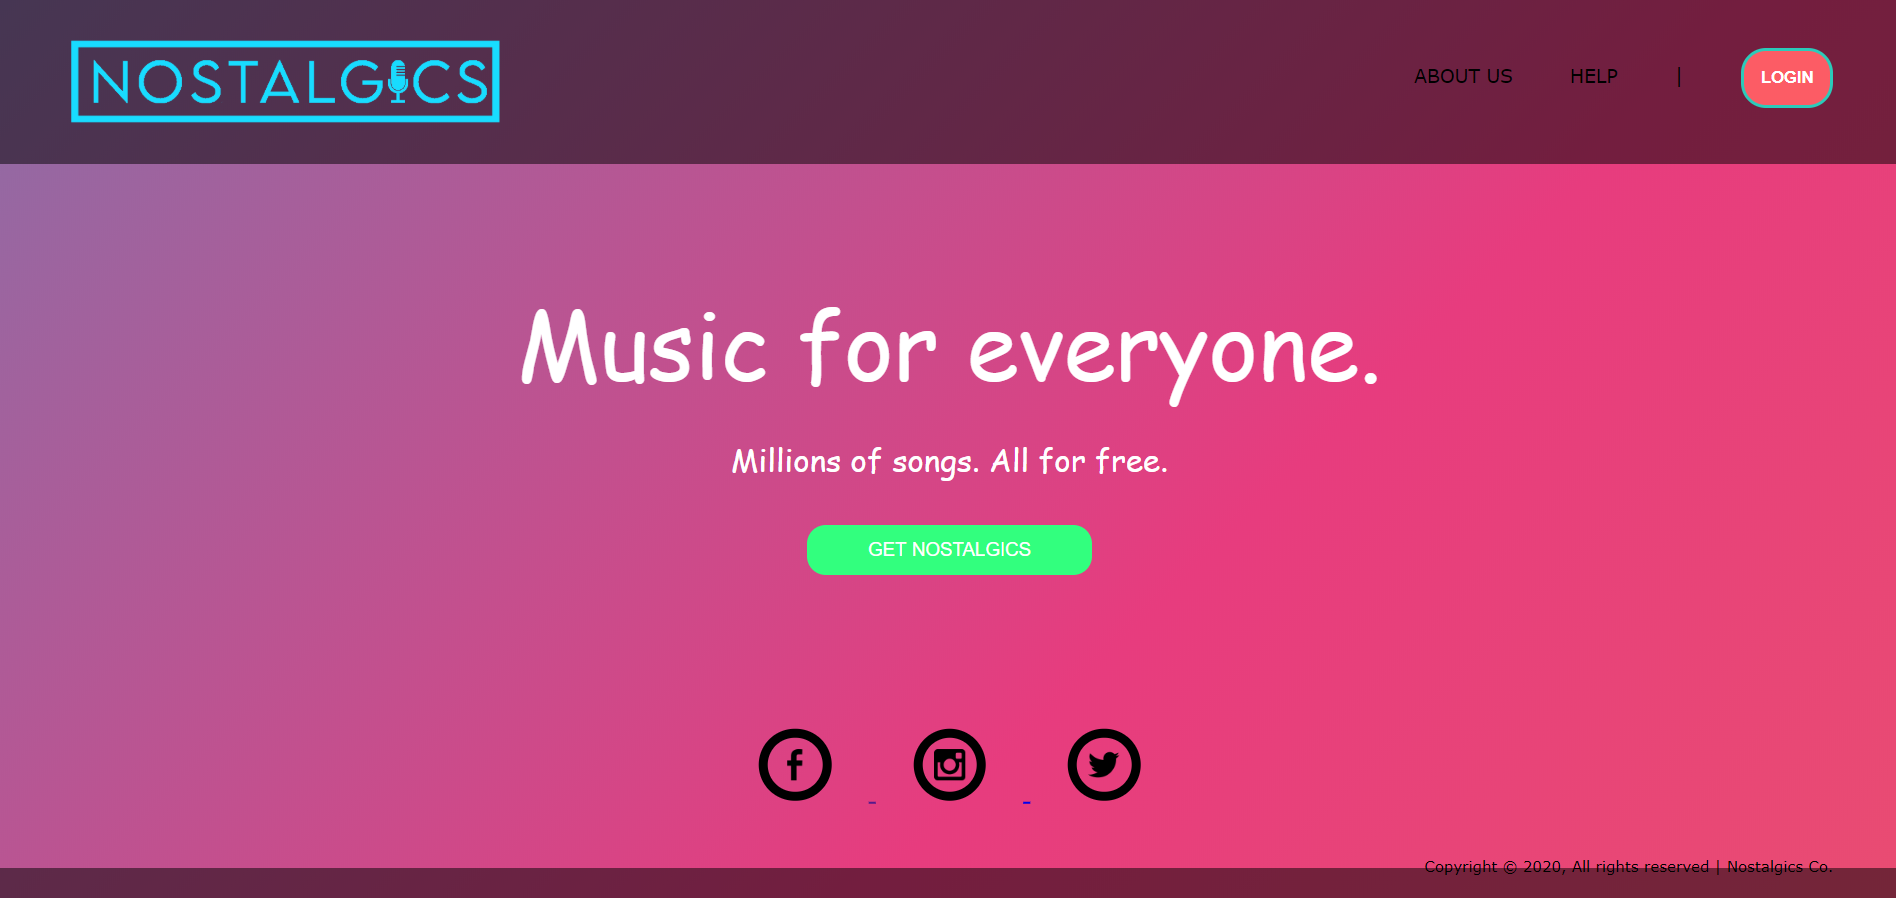 NOSTALGICS
ABOUT US HELP | LOGIN
Music for everyone.
Millions of songs. All for free.
GET NOSTALGICS
Copyright © 2020, All rights reserved | Nostalgics Co.